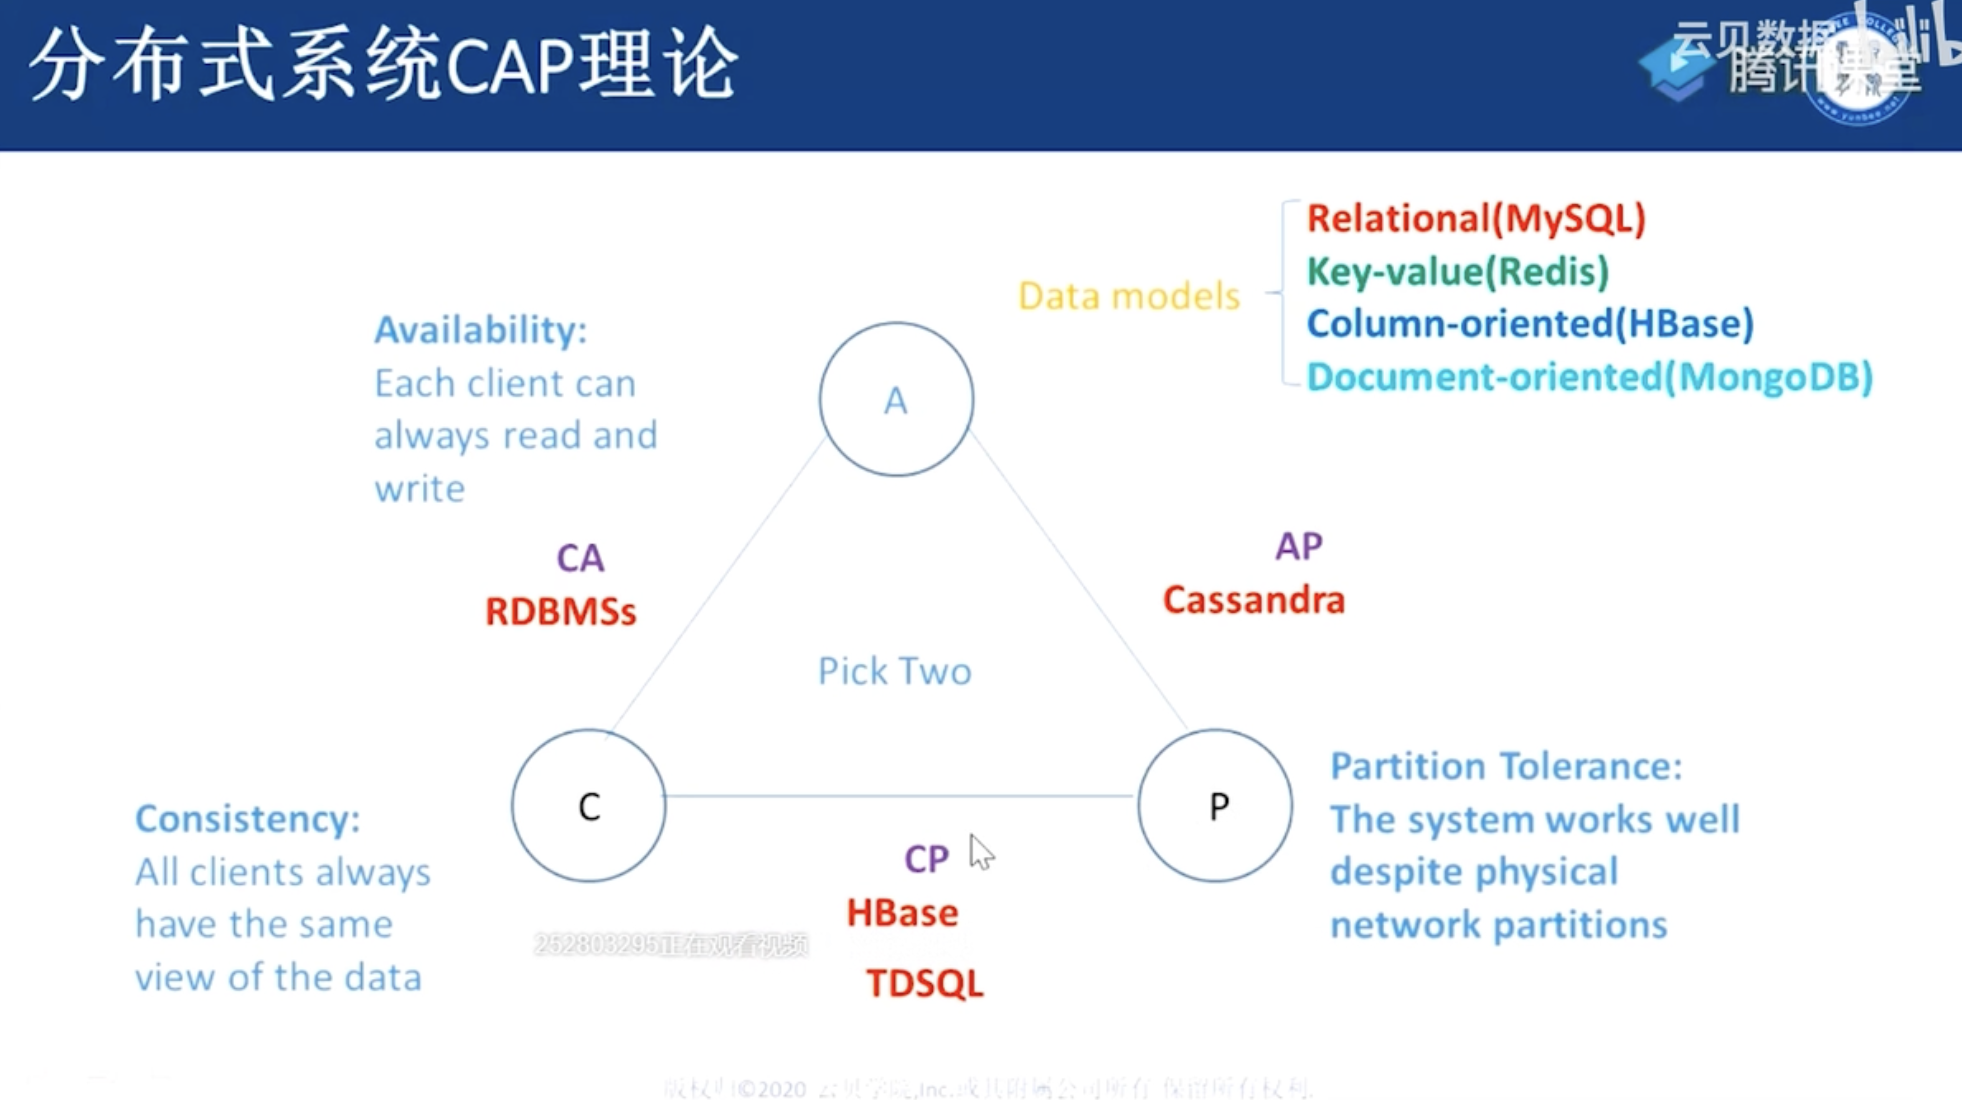 分布式系统CAP理论
云贝数据
腾讯课堂
Relational(MySQL)
Key-value(Redis)
Data models
Column-oriented(HBase)
Document-oriented(MongoDB)
Availability:
Each client can
always read and
write
A
CA
RDBMSs
AP
Cassandra
Pick Two
C
P
Consistency:
All clients always
have the same
view of the data
CP
HBase
TDSQL
Partition Tolerance:
The system works well
despite physical
network partitions
252803295正在观看视频
版权归©2020 云贝学院,Inc.或其附属公司所有 保留所有权利.